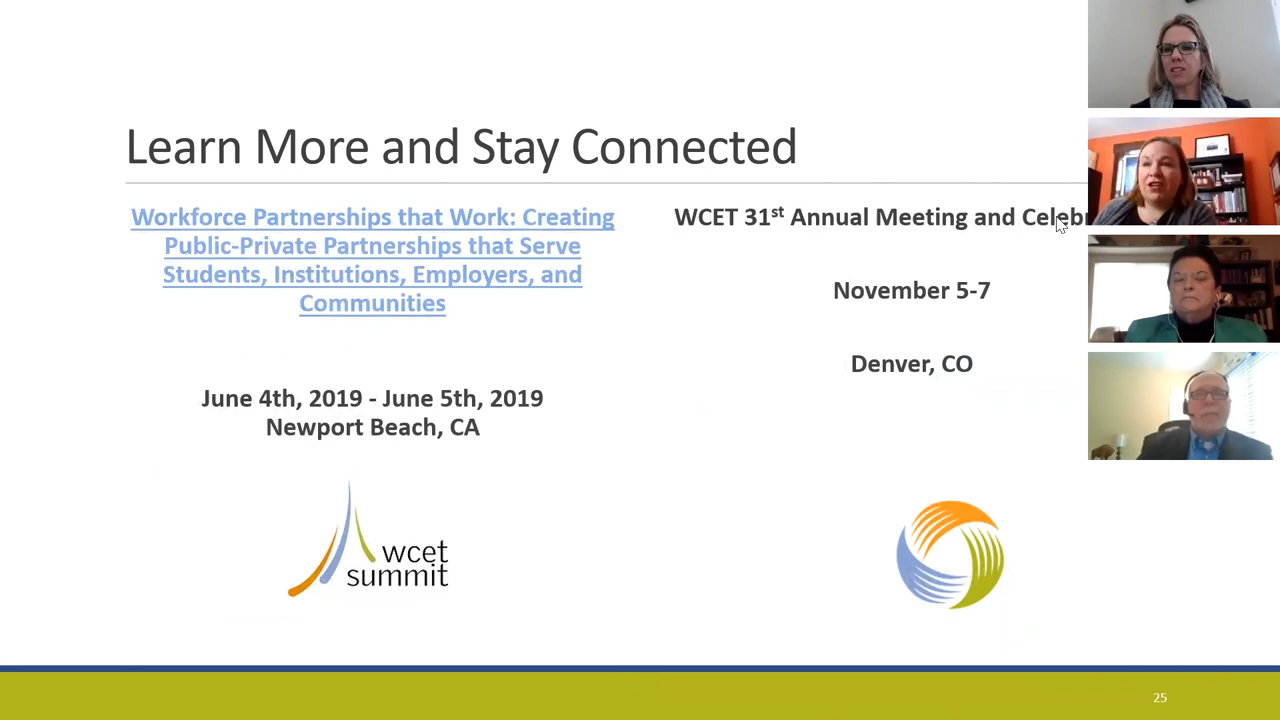 Learn More and Stay Connected
Workforce Partnerships that Work: Creating
Public-Private Partnerships that Serve
Students, Institutions, Employers, and
Communities
June 4th, 2019 - June 5th, 2019
Newport Beach, CA
wcet
summit
WCET 31st Annual Meeting and Celebr
November 5-7
Denver, CO
25